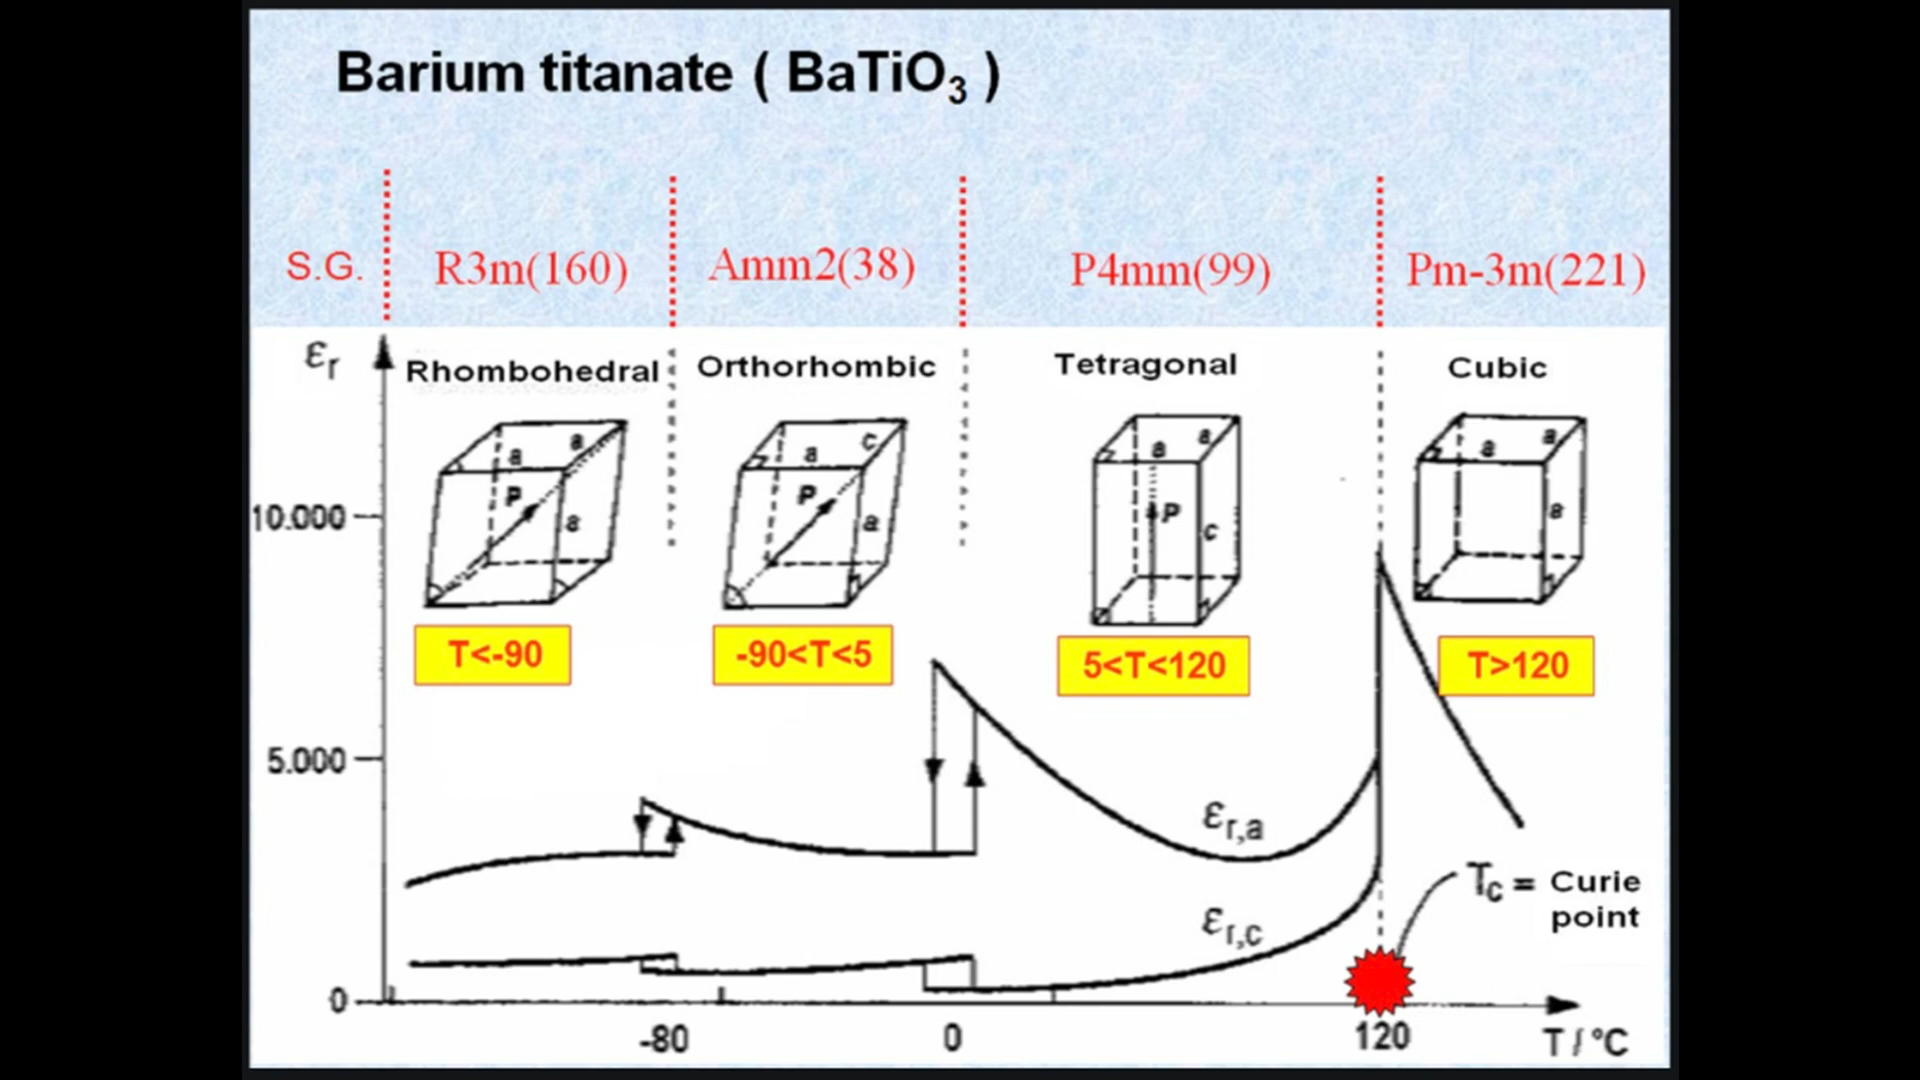 Barium titanate ( BaTiO3 )
S.G. R3m(160) Amm2(38) P4mm(99) Pm-3m(221)
εr Rhombohedral Orthorhombic Tetragonal Cubic
a a a c a a a a
P P P
a a c a
10.000
T<-90 -90<T<5 5<T<120 T>120
5.000
εr,a
Tc = Curie
point
εr,c
0
-80 0 120 T / °C